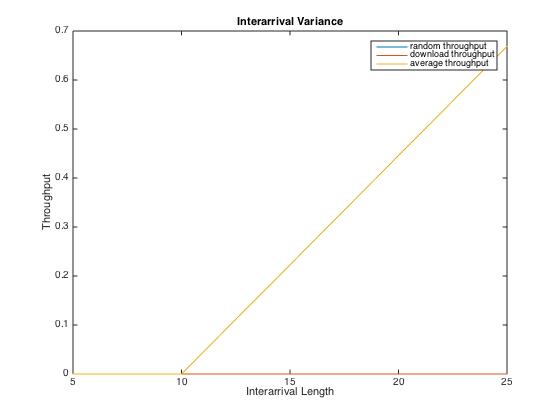 Interarrival Variance
0.7
random throughput
download throughput
average throughput
0.6
0.5
0.4
Throughput
0.3
0.2
0.1
0
5 10 15 20 25
Interarrival Length